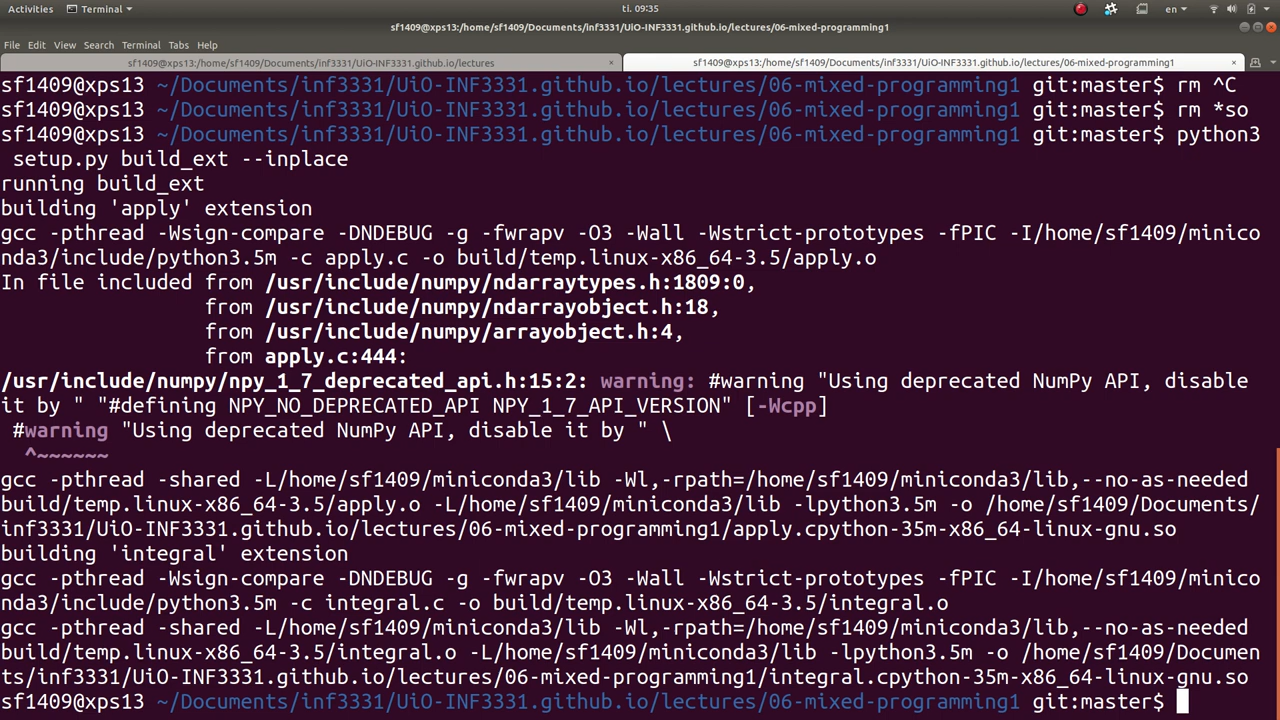 Activities Terminal ti. 09:35 en
sf1409@xps13:/home/sf1409/Documents/inf3331/UiO-INF3331.github.io/lectures/06-mixed-programming1
File Edit View Search Terminal Tabs Help
sf1409@xps13:/home/sf1409/Documents/inf3331/UiO-INF3331.github.io/lectures × sf1409@xps13:/home/sf1409/Documents/inf3331/UiO-INF3331.github.io/lectures/06-mixed-programming1 ×
sf1409@xps13 ~/Documents/inf3331/UiO-INF3331.github.io/lectures/06-mixed-programming1 git:master$ rm ^C
sf1409@xps13 ~/Documents/inf3331/UiO-INF3331.github.io/lectures/06-mixed-programming1 git:master$ rm *so
sf1409@xps13 ~/Documents/inf3331/UiO-INF3331.github.io/lectures/06-mixed-programming1 git:master$ python3
 setup.py build_ext --inplace
running build_ext
building 'apply' extension
gcc -pthread -Wsign-compare -DNDEBUG -g -fwrapv -O3 -Wall -Wstrict-prototypes -fPIC -I/home/sf1409/minico
nda3/include/python3.5m -c apply.c -o build/temp.linux-x86_64-3.5/apply.o
In file included from /usr/include/numpy/ndarraytypes.h:1809:0,
                 from /usr/include/numpy/ndarrayobject.h:18,
                 from /usr/include/numpy/arrayobject.h:4,
                 from apply.c:444:
/usr/include/numpy/npy_1_7_deprecated_api.h:15:2: warning: #warning "Using deprecated NumPy API, disable
it by " "#defining NPY_NO_DEPRECATED_API NPY_1_7_API_VERSION" [-Wcpp]
 #warning "Using deprecated NumPy API, disable it by " \
  ^~~~~~~
gcc -pthread -shared -L/home/sf1409/miniconda3/lib -Wl,-rpath=/home/sf1409/miniconda3/lib,--no-as-needed
build/temp.linux-x86_64-3.5/apply.o -L/home/sf1409/miniconda3/lib -lpython3.5m -o /home/sf1409/Documents/
inf3331/UiO-INF3331.github.io/lectures/06-mixed-programming1/apply.cpython-35m-x86_64-linux-gnu.so
building 'integral' extension
gcc -pthread -Wsign-compare -DNDEBUG -g -fwrapv -O3 -Wall -Wstrict-prototypes -fPIC -I/home/sf1409/minico
nda3/include/python3.5m -c integral.c -o build/temp.linux-x86_64-3.5/integral.o
gcc -pthread -shared -L/home/sf1409/miniconda3/lib -Wl,-rpath=/home/sf1409/miniconda3/lib,--no-as-needed
build/temp.linux-x86_64-3.5/integral.o -L/home/sf1409/miniconda3/lib -lpython3.5m -o /home/sf1409/Documen
ts/inf3331/UiO-INF3331.github.io/lectures/06-mixed-programming1/integral.cpython-35m-x86_64-linux-gnu.so
sf1409@xps13 ~/Documents/inf3331/UiO-INF3331.github.io/lectures/06-mixed-programming1 git:master$